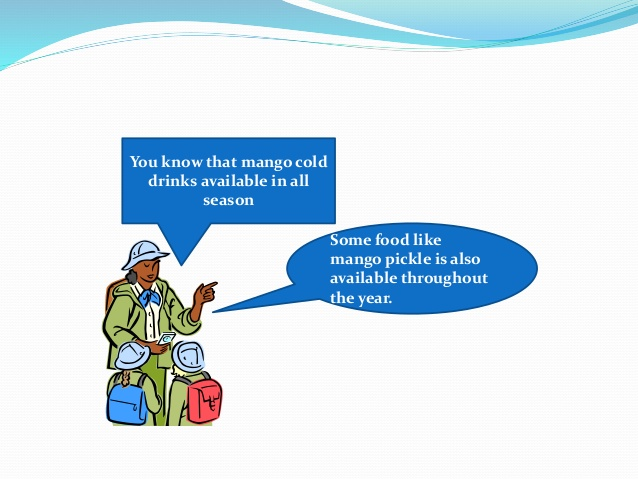 You know that mango cold
drinks available in all
season
Some food like
mango pickle is also
available throughout
the year.